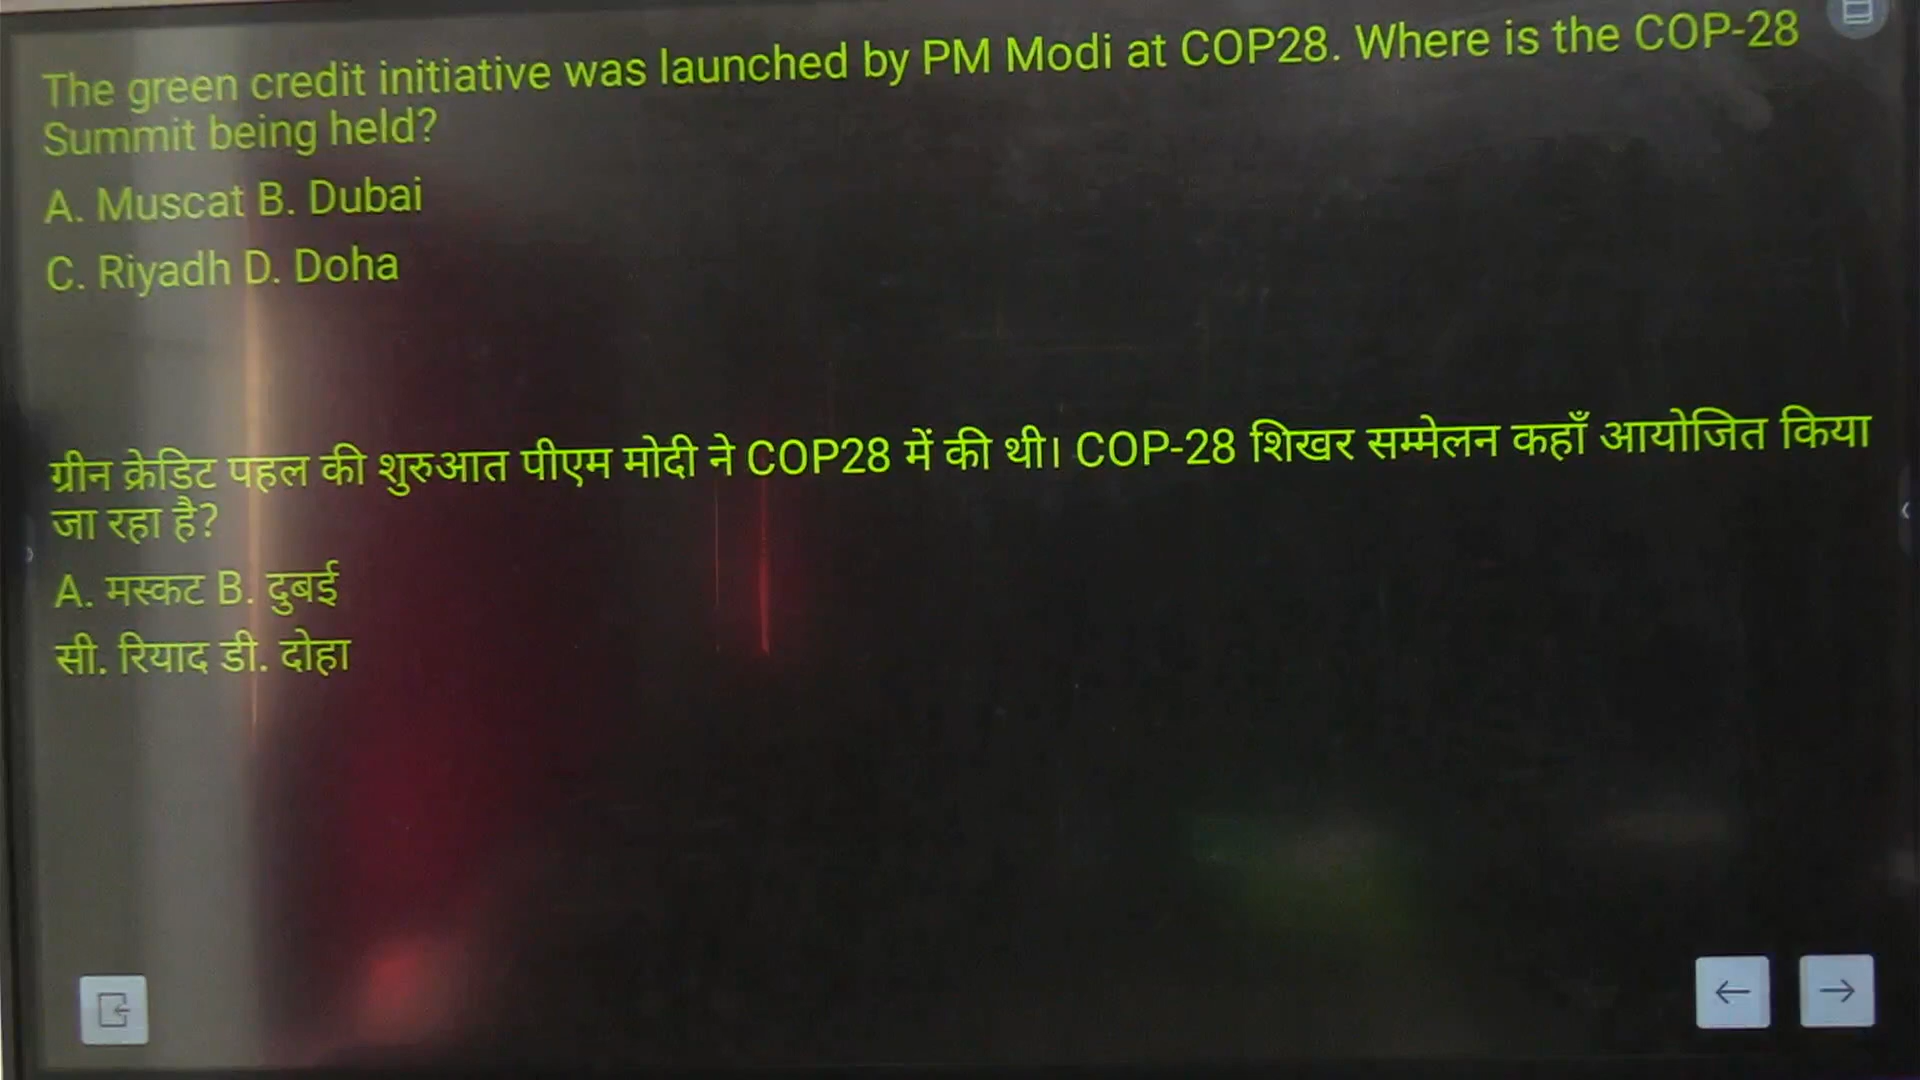 The green credit initiative was launched by PM Modi at COP28. Where is the COP-28
Summit being held?
A. Muscat B. Dubai
C. Riyadh D. Doha
ग्रीन क्रेडिट पहल की शुरुआत पीएम मोदी ने COP28 में की थी। COP-28 शिखर सम्मेलन कहाँ आयोजित किया
जा रहा है?
A. मस्कट B. दुबई
सी. रियाद डी. दोहा